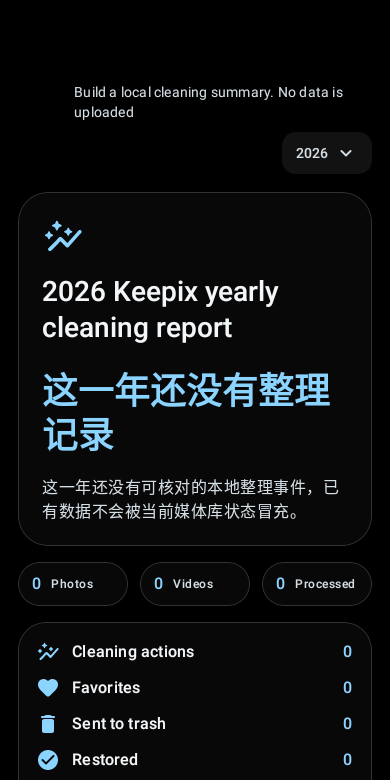 Build a local cleaning summary. No data is
uploaded
2026
2026 Keepix yearly
cleaning report
这一年还没有整理
记录
这一年还没有可核对的本地整理事件，已
有数据不会被当前媒体库状态冒充。
0 Photos
0 Videos
0 Processed
Cleaning actions 0
Favorites 0
Sent to trash 0
Restored 0